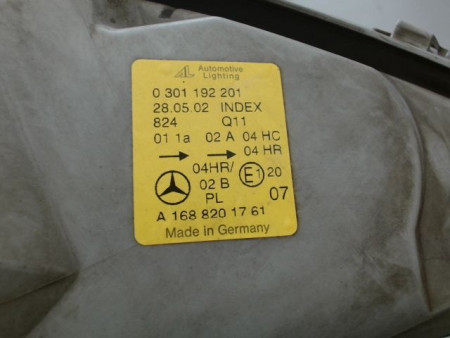 AL Automotive
Lighting
0 301 192 201
28.05.02 INDEX
824 Q11
01 1a 02 A 04 HC
04 HR
04HR/ E1 20
02 B
PL 07
A 168 820 17 61
Made in Germany